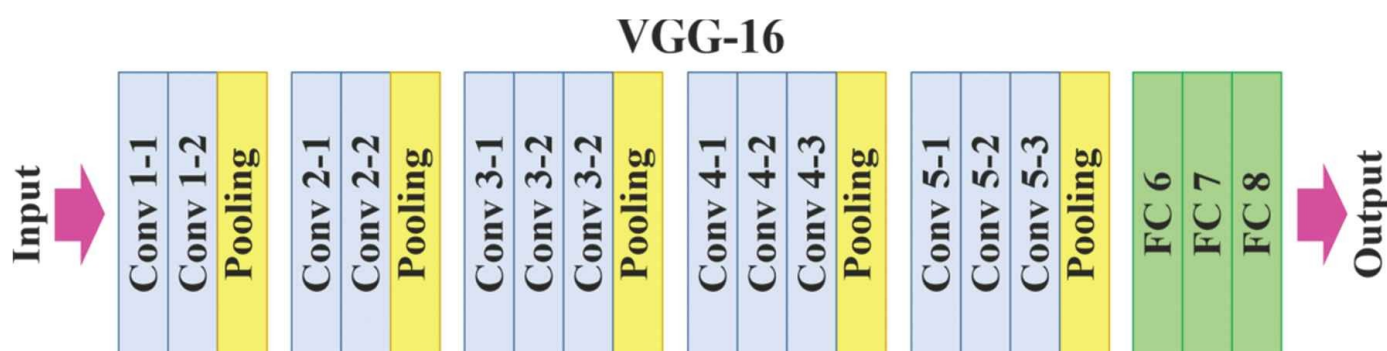 VGG-16
Input
Conv 1-1
Conv 1-2
Pooling
Conv 2-1
Conv 2-2
Pooling
Conv 3-1
Conv 3-2
Conv 3-2
Pooling
Conv 4-1
Conv 4-2
Conv 4-3
Pooling
Conv 5-1
Conv 5-2
Conv 5-3
Pooling
FC 6
FC 7
FC 8
Output